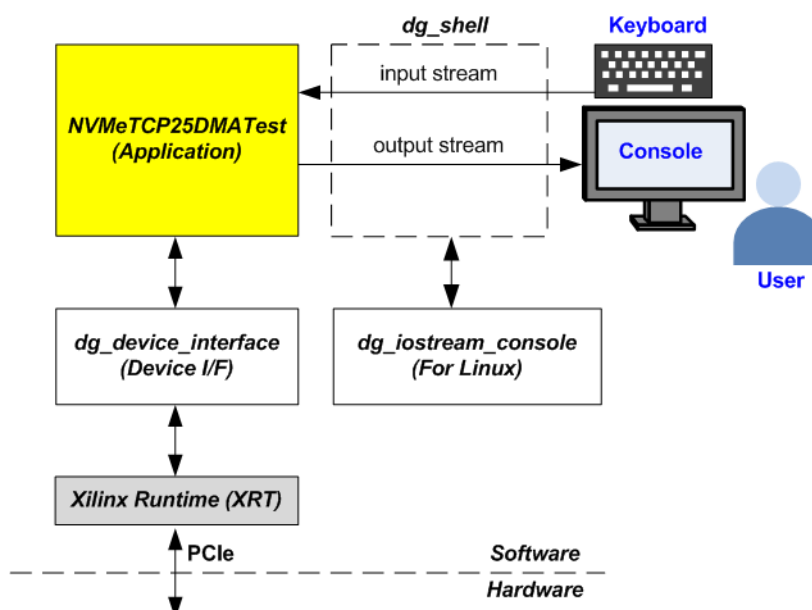 dg_shell
Keyboard
input stream
NVMeTCP25DMATest
(Application)
output stream
Console
User
dg_device_interface
(Device I/F)
dg_iostream_console
(For Linux)
Xilinx Runtime (XRT)
PCIe
Software
Hardware